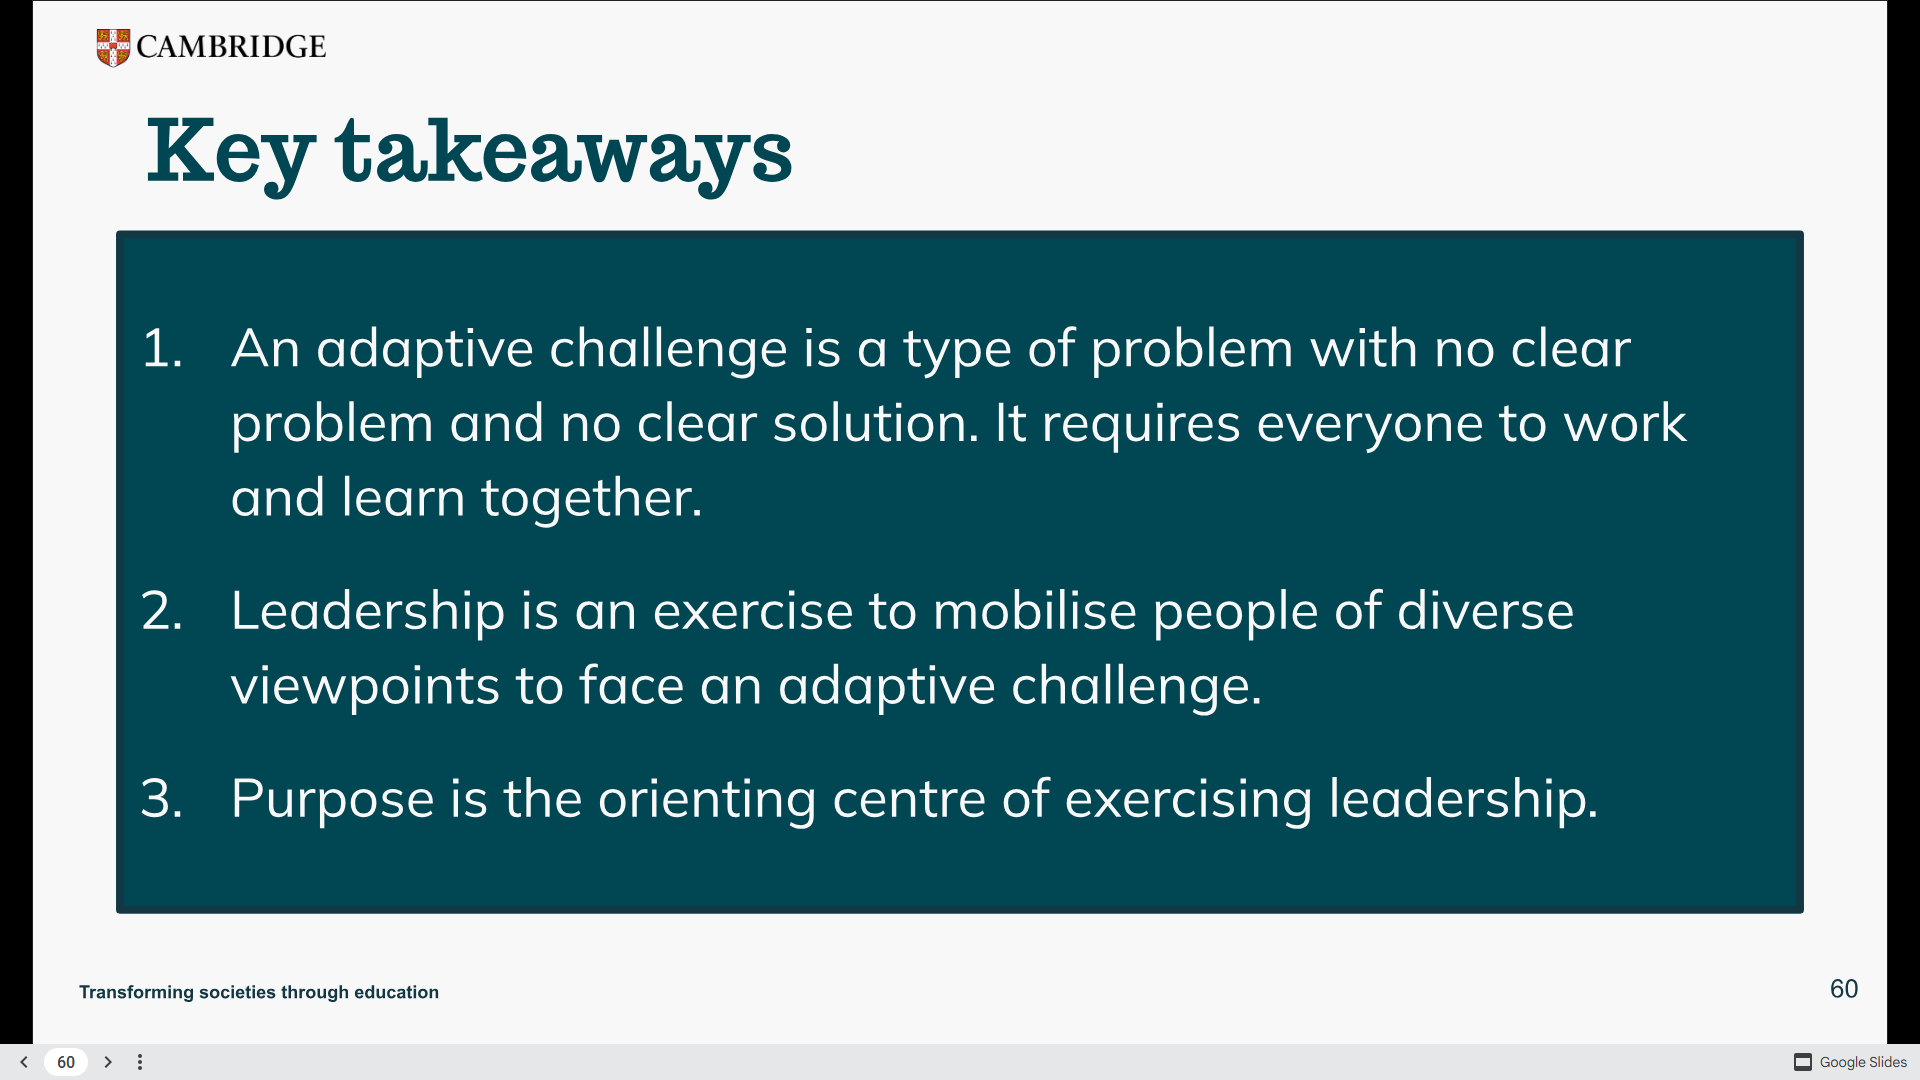 CAMBRIDGE
Key takeaways
1. An adaptive challenge is a type of problem with no clear
problem and no clear solution. It requires everyone to work
and learn together.
2. Leadership is an exercise to mobilise people of diverse
viewpoints to face an adaptive challenge.
3. Purpose is the orienting centre of exercising leadership.
Transforming societies through education
60
60
Google Slides